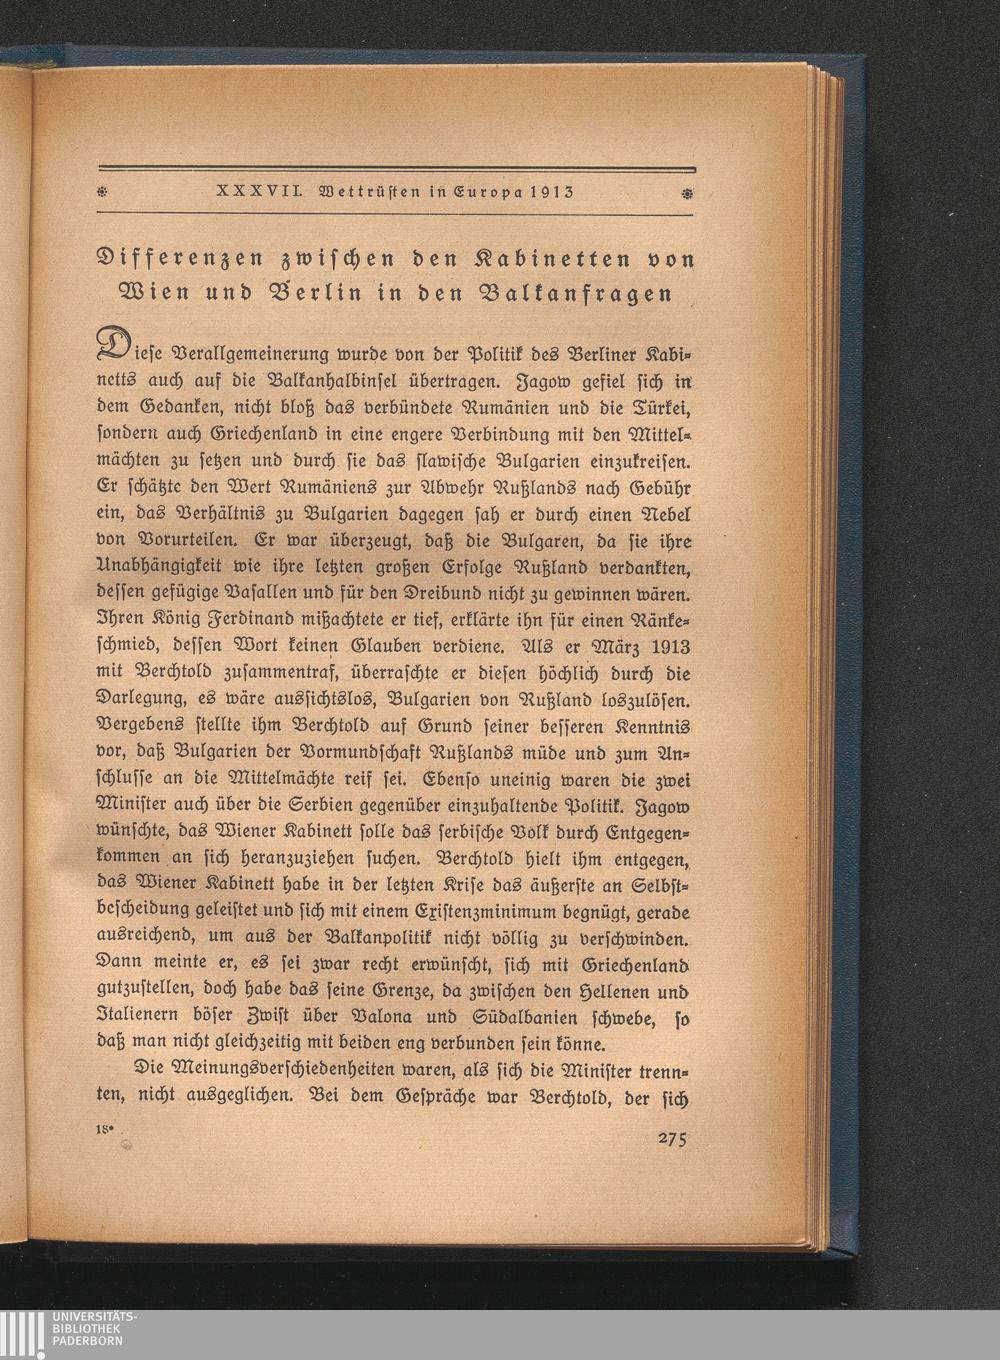 XXXVII. Wettrüsten in Europa 1913
Differenzen zwischen den Kabinetten von
Wien und Berlin in den Balkanfragen
Diese Verallgemeinerung wurde von der Politik des Berliner Kabi-
netts auch auf die Balkanhalbinsel übertragen. Jagow gefiel sich in
dem Gedanken, nicht bloß das verbündete Rumänien und die Türkei,
sondern auch Griechenland in eine engere Verbindung mit den Mittel-
mächten zu setzen und durch sie das slawische Bulgarien einzukreisen.
Er schätzte den Wert Rumäniens zur Abwehr Rußlands nach Gebühr
ein, das Verhältnis zu Bulgarien dagegen sah er durch einen Nebel
von Vorurteilen. Er war überzeugt, daß die Bulgaren, da sie ihre
Unabhängigkeit wie ihre letzten großen Erfolge Rußland verdankten,
dessen gefügige Vasallen und für den Dreibund nicht zu gewinnen wären.
Ihren König Ferdinand mißachtete er tief, erklärte ihn für einen Ränke-
schmied, dessen Wort keinen Glauben verdiene. Als er März 1913
mit Berchtold zusammentraf, überraschte er diesen höchlich durch die
Darlegung, es wäre aussichtslos, Bulgarien von Rußland loszulösen.
Vergebens stellte ihm Berchtold auf Grund seiner besseren Kenntnis
vor, daß Bulgarien der Vormundschaft Rußlands müde und zum An-
schlusse an die Mittelmächte reif sei. Ebenso uneinig waren die zwei
Minister auch über die Serbien gegenüber einzuhaltende Politik. Jagow
wünschte, das Wiener Kabinett solle das serbische Volk durch Entgegen-
kommen an sich heranzuziehen suchen. Berchtold hielt ihm entgegen,
das Wiener Kabinett habe in der letzten Krise das äußerste an Selbst-
bescheidung geleistet und sich mit einem Existenzminimum begnügt, gerade
ausreichend, um aus der Balkanpolitik nicht völlig zu verschwinden.
Dann meinte er, es sei zwar recht erwünscht, sich mit Griechenland
gutzustellen, doch habe das seine Grenze, da zwischen den Hellenen und
Italienern böser Zwist über Valona und Südalbanien schwebe, so
daß man nicht gleichzeitig mit beiden eng verbunden sein könne.
Die Meinungsverschiedenheiten waren, als sich die Minister trenn-
ten, nicht ausgeglichen. Bei dem Gespräche war Berchtold, der sich
18*
275
UNIVERSITÄTS-
BIBLIOTHEK
PADERBORN